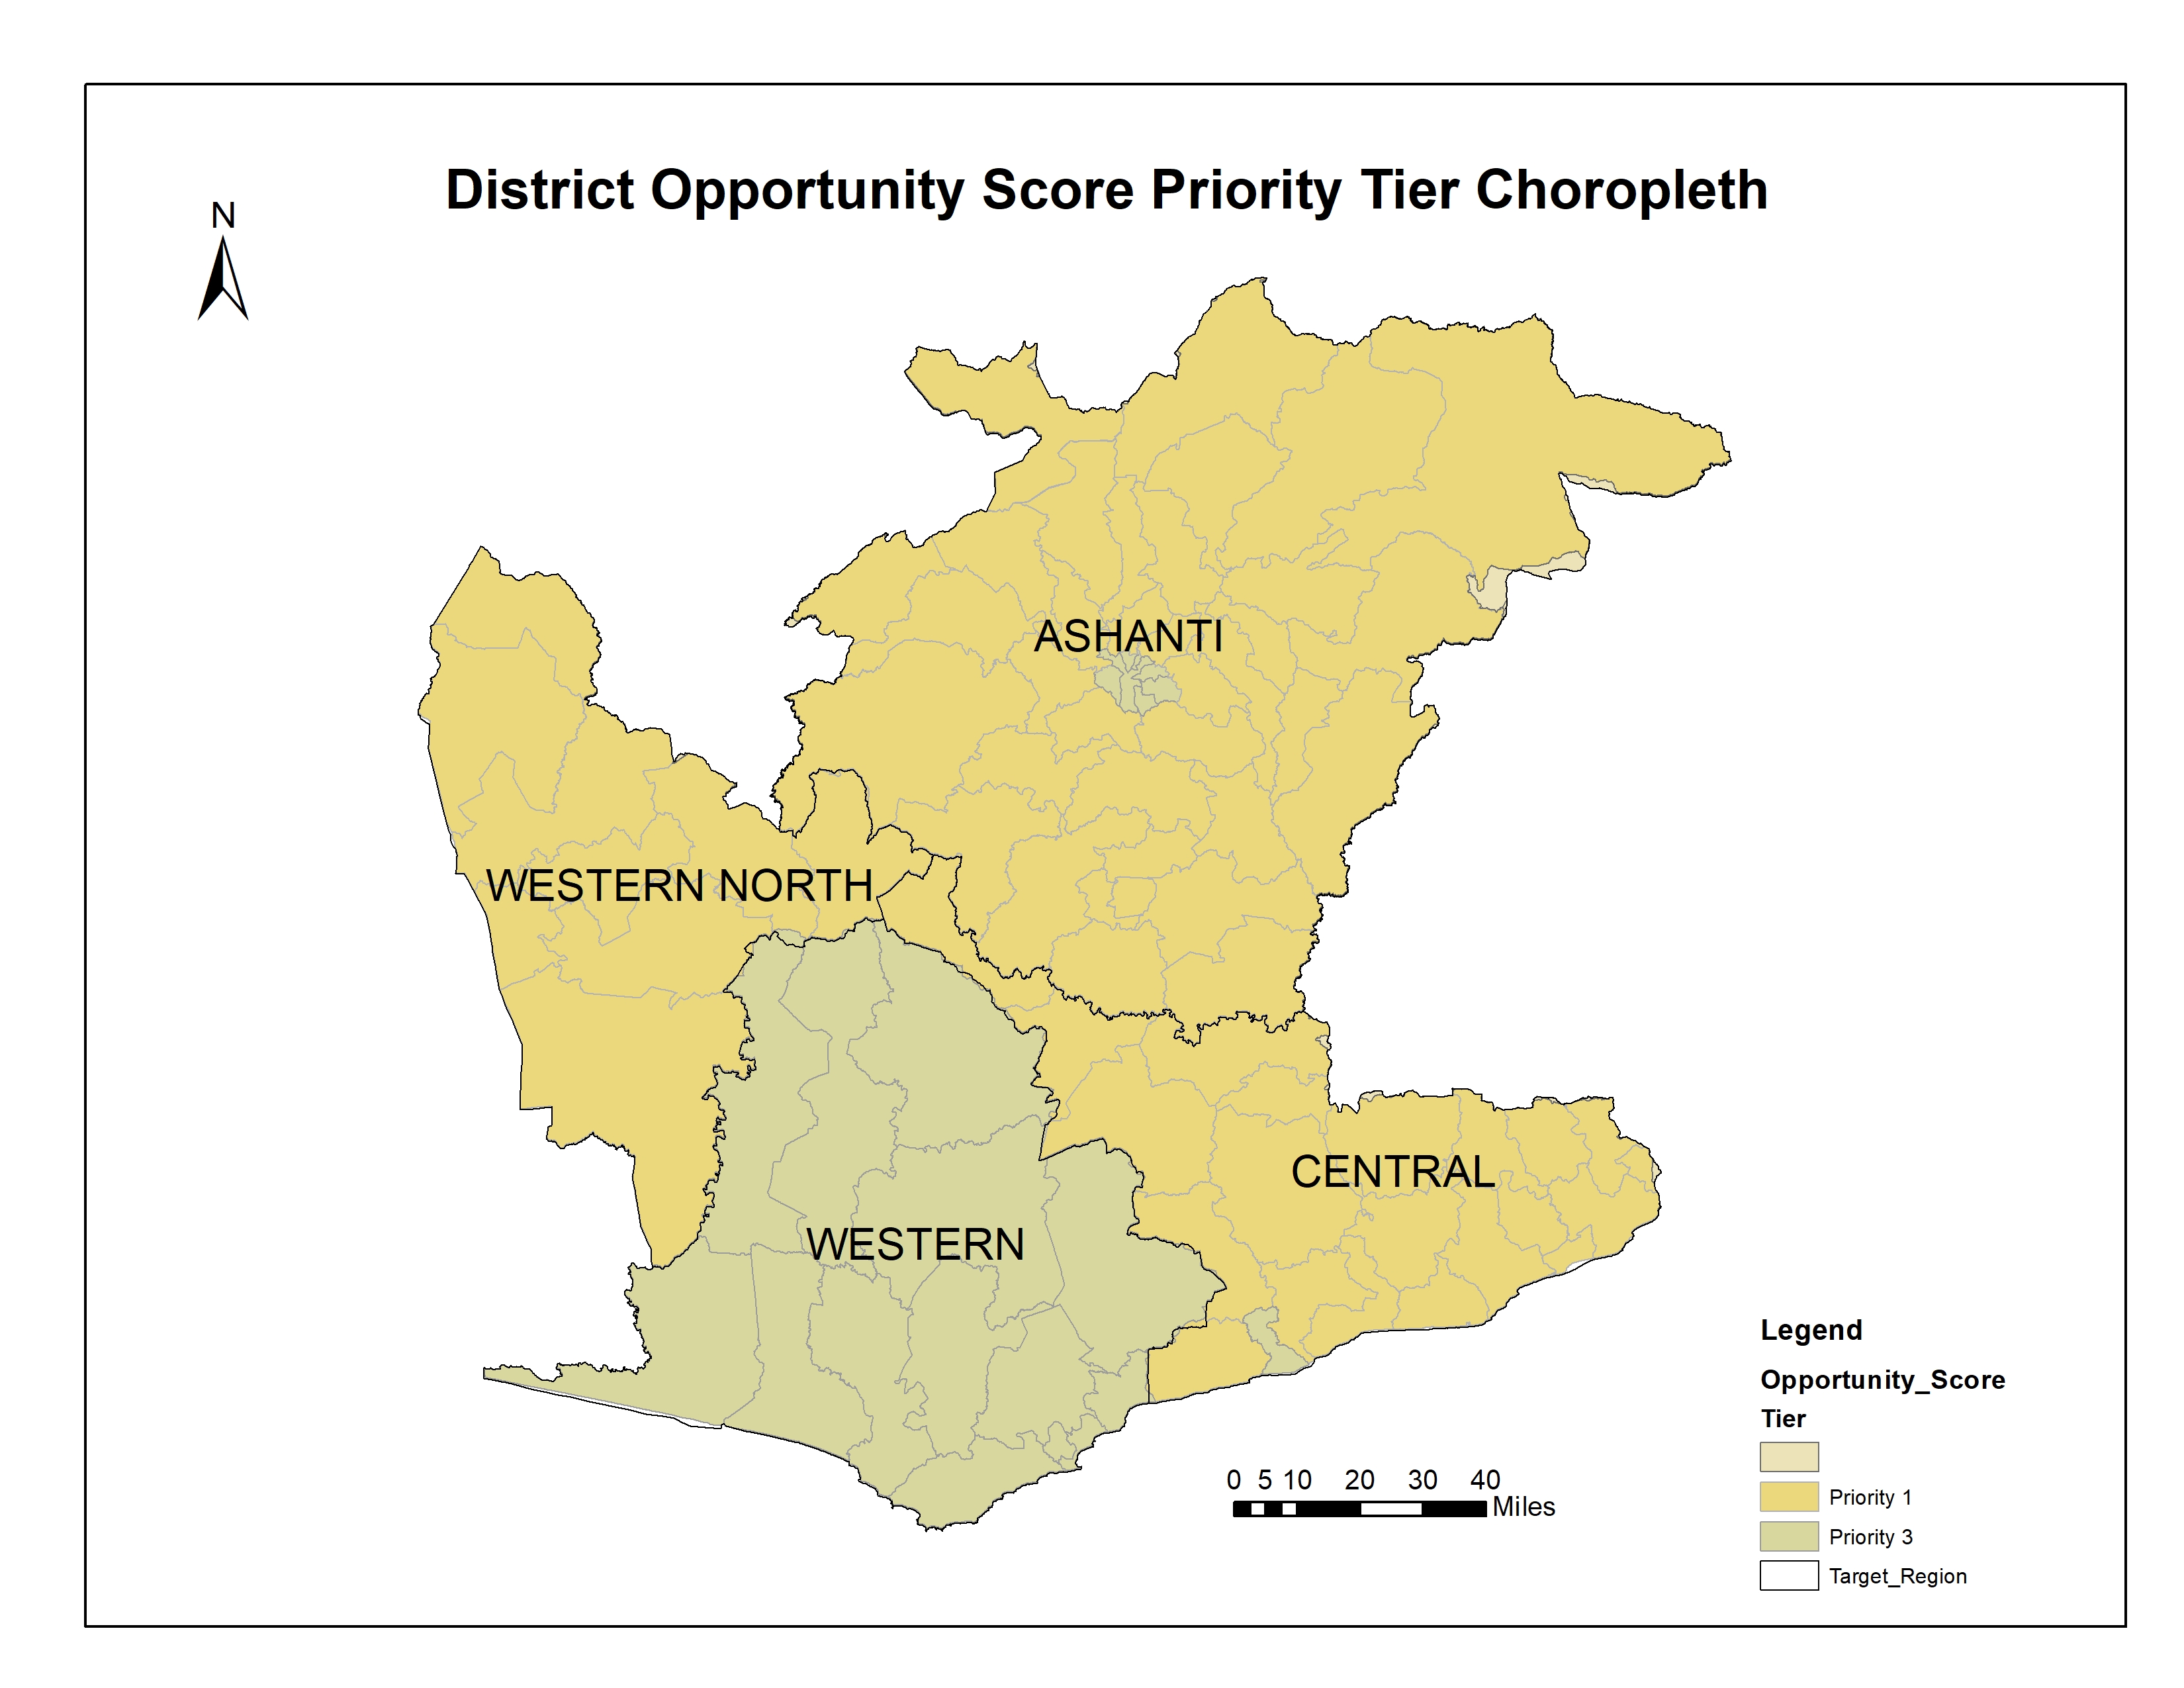 District Opportunity Score Priority Tier Choropleth
N
ASHANTI
WESTERN NORTH
CENTRAL
WESTERN
Legend
Opportunity_Score
Tier
Priority 1
Priority 3
Target_Region
0 5 10 20 30 40
Miles